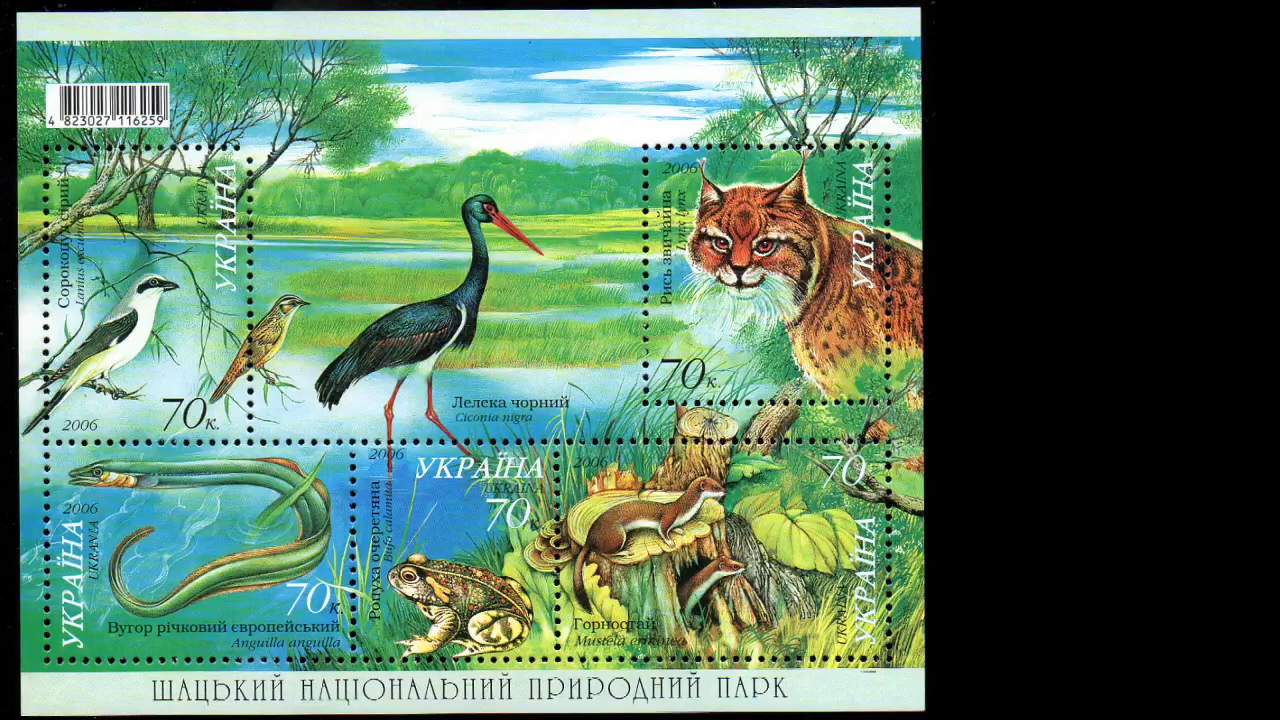 4 823027 116259
Сорокопуд сірий
Lanius
UKRAINA
УКРАЇНА
2006
70к.
Лелека чорний
Ciconia nigra
2006
Рись звичайна
Lynx lynx
UKRAINA
УКРАЇНА
70к.
2006
УКРАЇНА
UKRAINA
70к.
Вугор річковий європейський
Anguilla anguilla
2006
УКРАЇНА
UKRAINA
70к
Ропуха очеретяна
Bufo calamita
2006
70
УКРАЇНА
UKRAINA
Горностай
Mustela erminea
ШАЦЬКИЙ НАЦІОНАЛЬНИЙ ПРИРОДНИЙ ПАРК